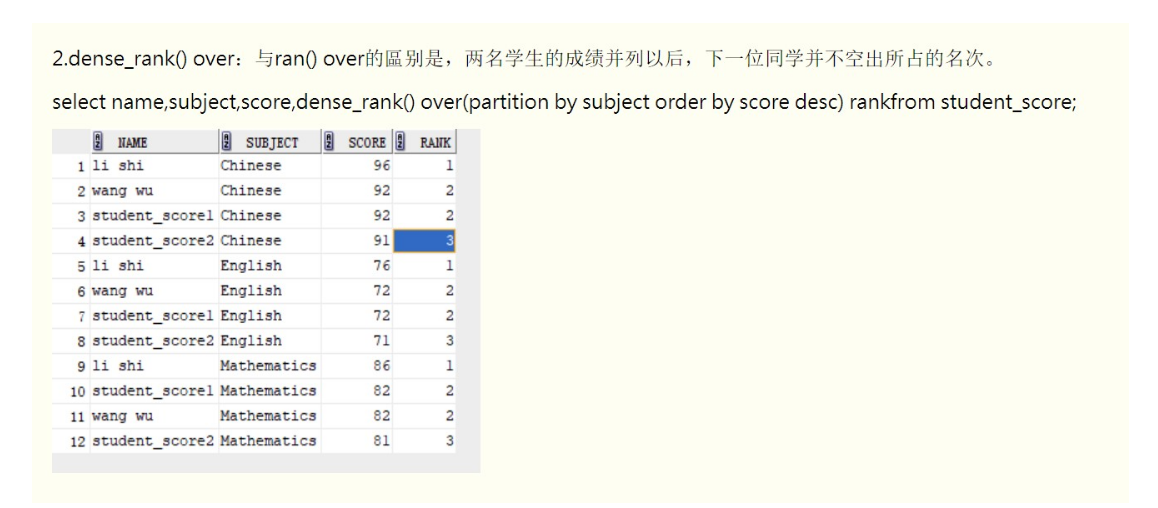 2.dense_rank() over：与ran() over的區别是，两名学生的成绩并列以后，下一位同学并不空出所占的名次。
select name,subject,score,dense_rank() over(partition by subject order by score desc) rankfrom student_score;
NAME SUBJECT SCORE RANK
1 li shi Chinese 96 1
2 wang wu Chinese 92 2
3 student_score1 Chinese 92 2
4 student_score2 Chinese 91 3
5 li shi English 76 1
6 wang wu English 72 2
7 student_score1 English 72 2
8 student_score2 English 71 3
9 li shi Mathematics 86 1
10 student_score1 Mathematics 82 2
11 wang wu Mathematics 82 2
12 student_score2 Mathematics 81 3